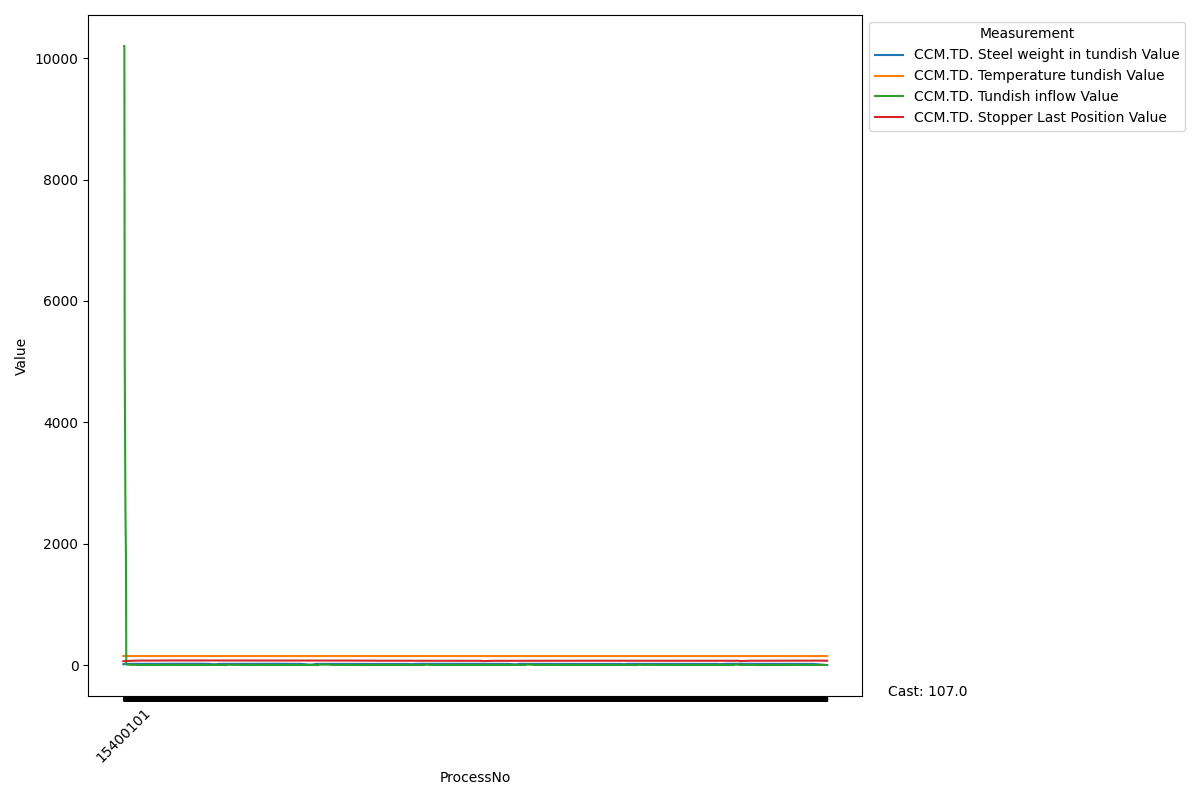 Measurement
CCM.TD. Steel weight in tundish Value
CCM.TD. Temperature tundish Value
CCM.TD. Tundish inflow Value
CCM.TD. Stopper Last Position Value
10000
8000
6000
4000
2000
0
Value
15400101
ProcessNo
Cast: 107.0